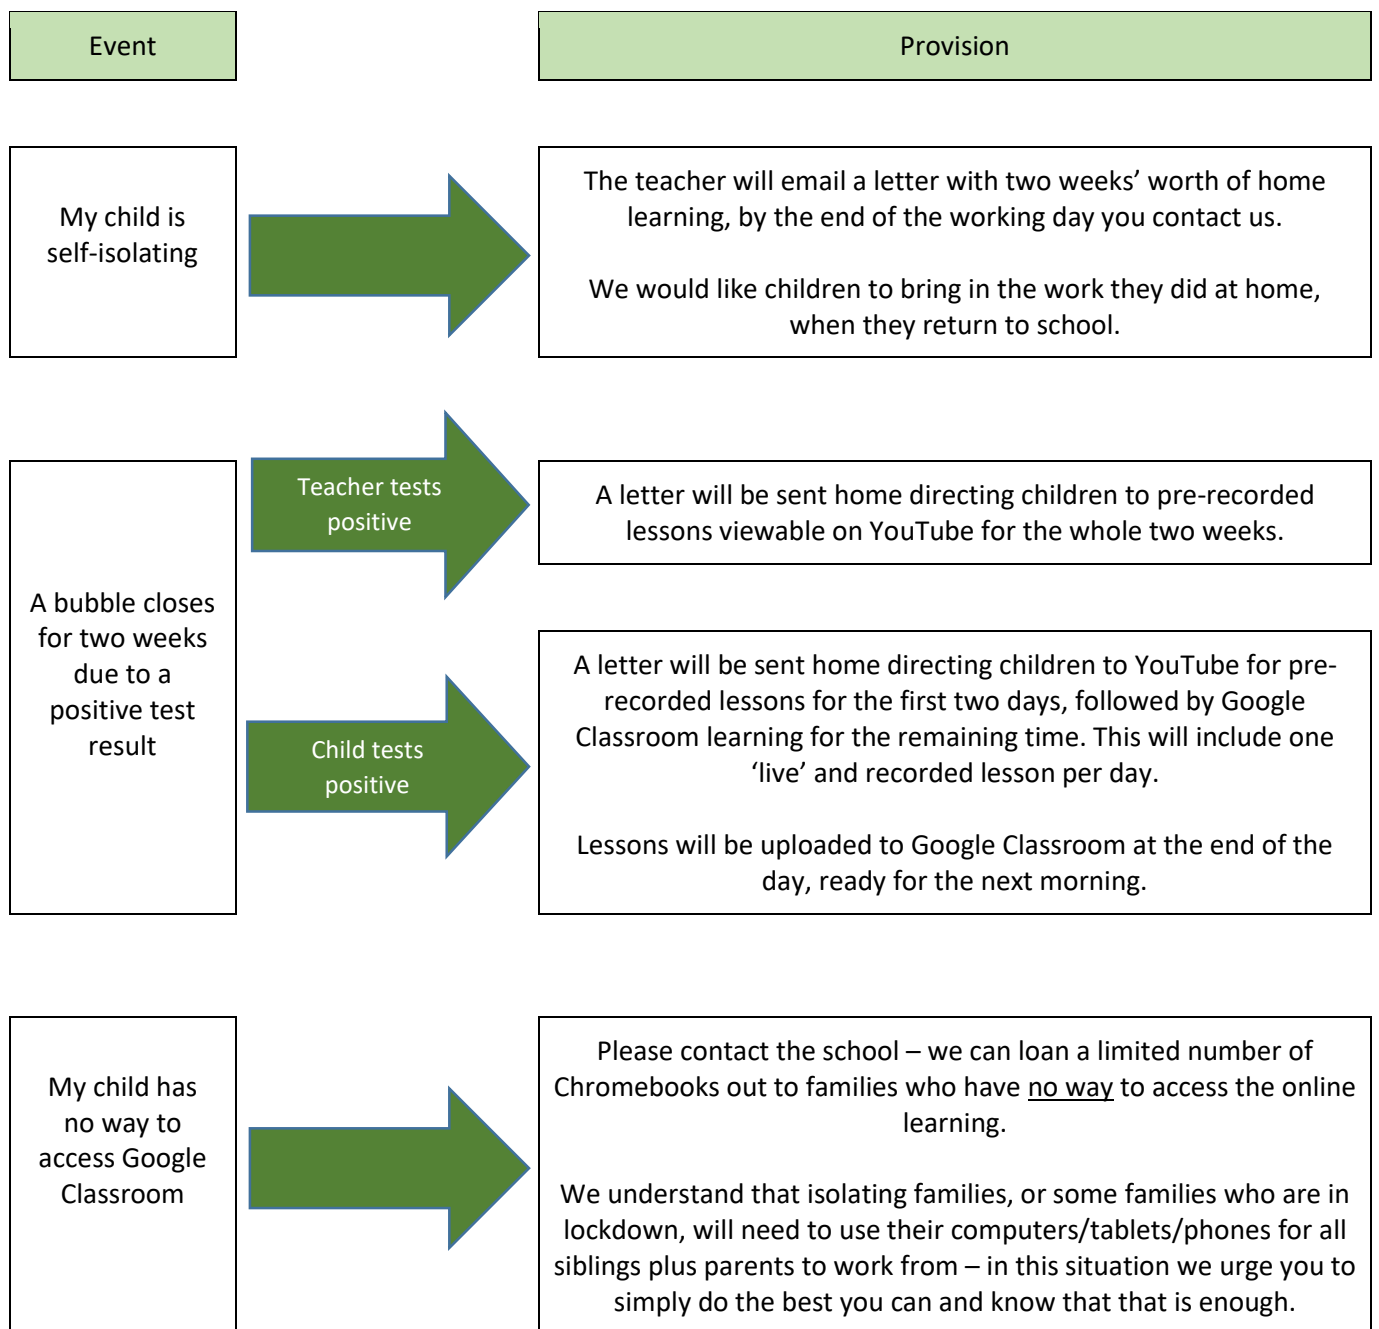 Event
Provision
My child is
self-isolating
The teacher will email a letter with two weeks’ worth of home
learning, by the end of the working day you contact us.
We would like children to bring in the work they did at home,
when they return to school.
A bubble closes
for two weeks
due to a
positive test
result
Teacher tests
positive
A letter will be sent home directing children to pre-recorded
lessons viewable on YouTube for the whole two weeks.
Child tests
positive
A letter will be sent home directing children to YouTube for pre-
recorded lessons for the first two days, followed by Google
Classroom learning for the remaining time. This will include one
‘live’ and recorded lesson per day.
Lessons will be uploaded to Google Classroom at the end of the
day, ready for the next morning.
My child has
no way to
access Google
Classroom
Please contact the school – we can loan a limited number of
Chromebooks out to families who have no way to access the online
learning.
We understand that isolating families, or some families who are in
lockdown, will need to use their computers/tablets/phones for all
siblings plus parents to work from – in this situation we urge you to
simply do the best you can and know that that is enough.